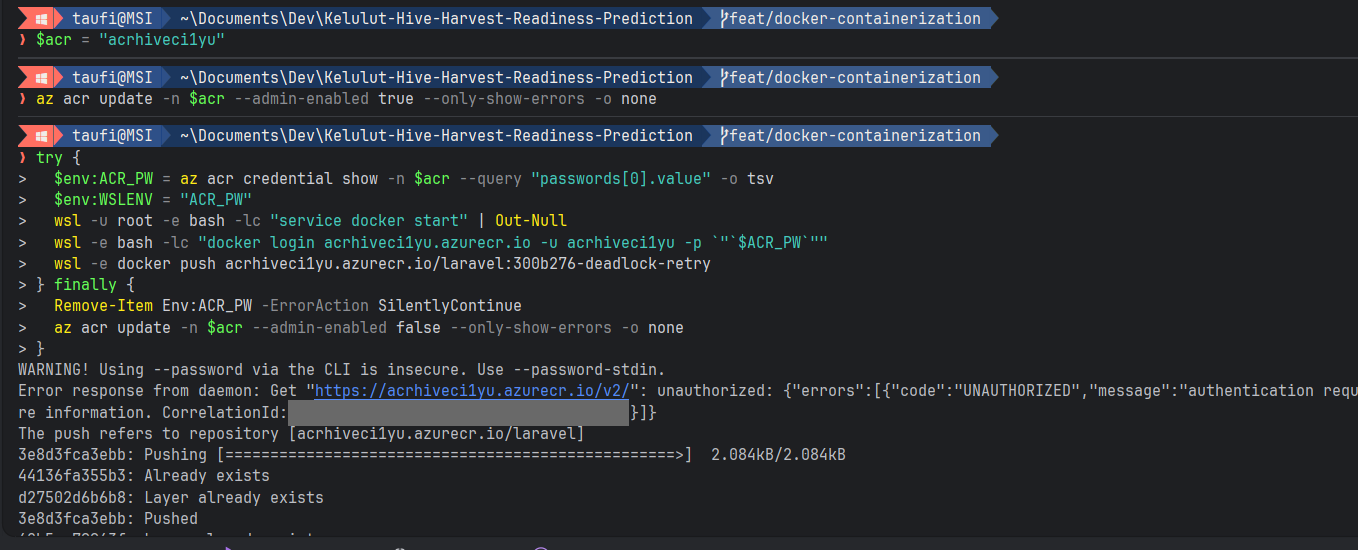 taufi@MSI ~\Documents\Dev\Kelulut-Hive-Harvest-Readiness-Prediction feat/docker-containerization
❯ $acr = "acrhiveci1yu"
taufi@MSI ~\Documents\Dev\Kelulut-Hive-Harvest-Readiness-Prediction feat/docker-containerization
❯ az acr update -n $acr --admin-enabled true --only-show-errors -o none
taufi@MSI ~\Documents\Dev\Kelulut-Hive-Harvest-Readiness-Prediction feat/docker-containerization
❯ try {
>   $env:ACR_PW = az acr credential show -n $acr --query "passwords[0].value" -o tsv
>   $env:WSLENV = "ACR_PW"
>   wsl -u root -e bash -lc "service docker start" | Out-Null
>   wsl -e bash -lc "docker login acrhiveci1yu.azurecr.io -u acrhiveci1yu -p `"`$ACR_PW`""
>   wsl -e docker push acrhiveci1yu.azurecr.io/laravel:300b276-deadlock-retry
> } finally {
>   Remove-Item Env:ACR_PW -ErrorAction SilentlyContinue
>   az acr update -n $acr --admin-enabled false --only-show-errors -o none
> }
WARNING! Using --password via the CLI is insecure. Use --password-stdin.
Error response from daemon: Get "https://acrhiveci1yu.azurecr.io/v2/": unauthorized: {"errors":[{"code":"UNAUTHORIZED","message":"authentication requ
re information. CorrelationId: }]}
The push refers to repository [acrhiveci1yu.azurecr.io/laravel]
3e8d3fca3ebb: Pushing [==================================================>]  2.084kB/2.084kB
44136fa355b3: Already exists
d27502d6b6b8: Layer already exists
3e8d3fca3ebb: Pushed